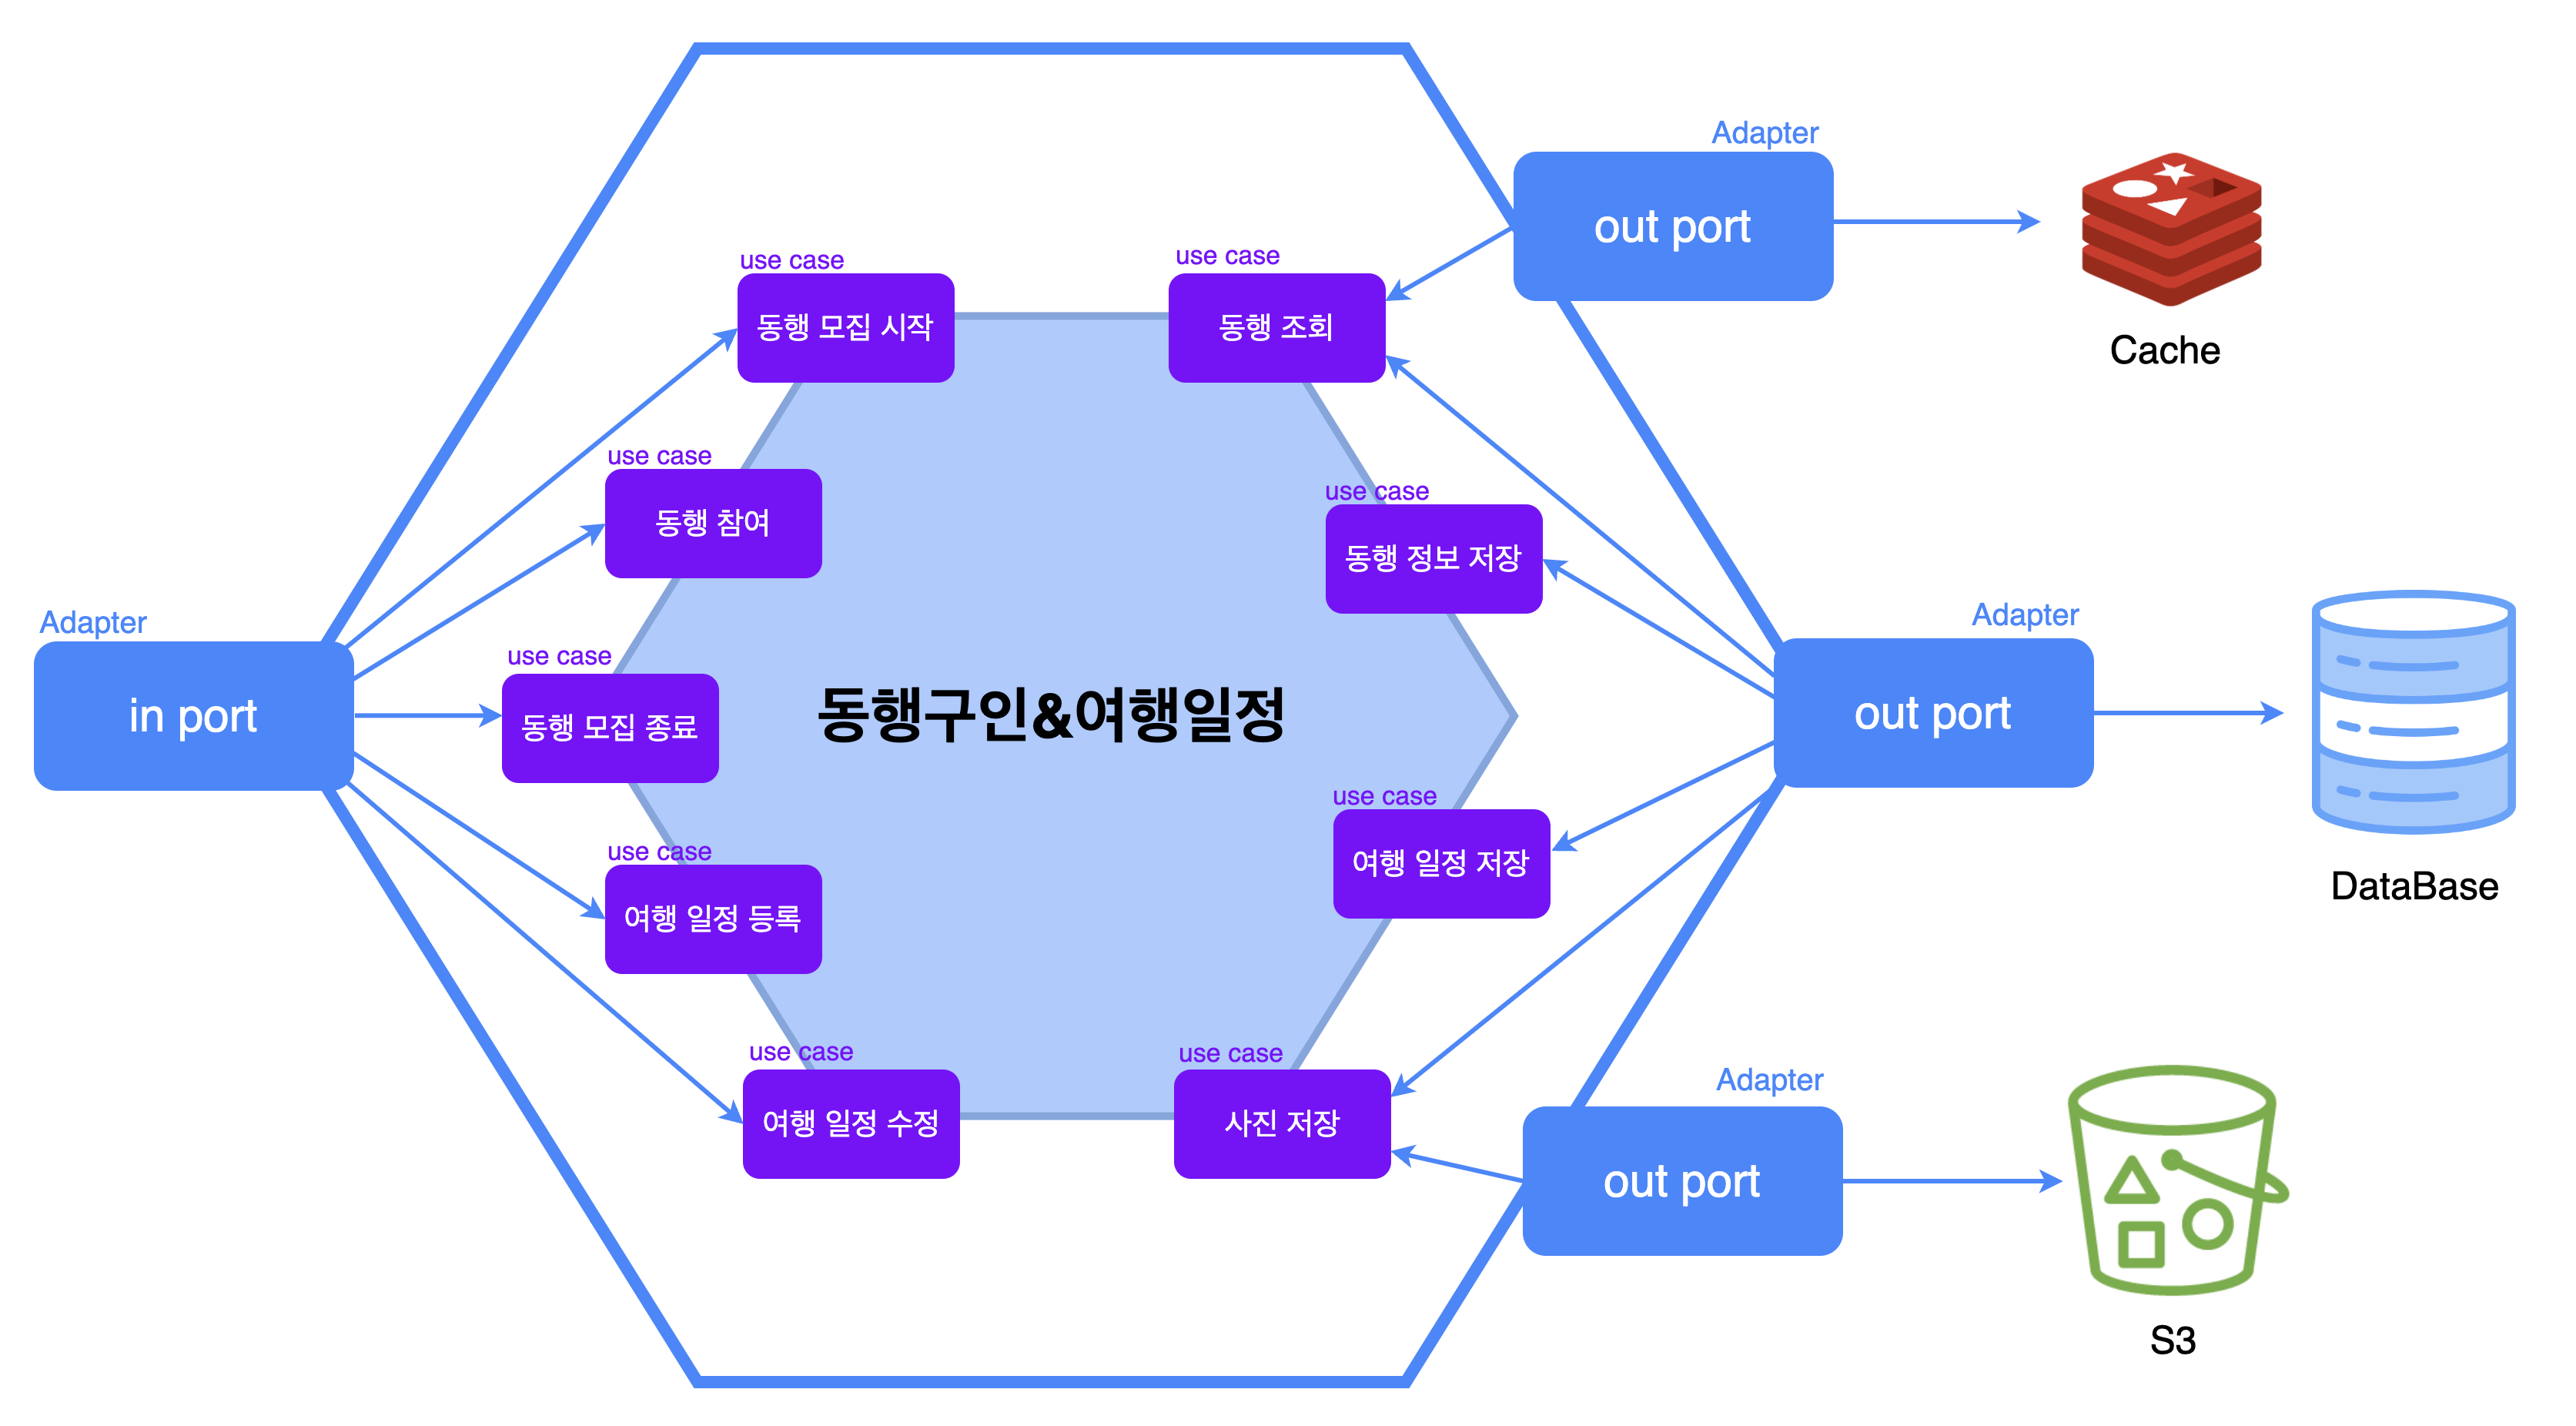 Adapter
out port
Cache
use case
동행 모집 시작
use case
동행 조회
use case
동행 참여
use case
동행 정보 저장
Adapter
in port
use case
동행 모집 종료
동행구인&여행일정
Adapter
out port
DataBase
use case
여행 일정 등록
use case
여행 일정 저장
use case
여행 일정 수정
use case
사진 저장
Adapter
out port
S3